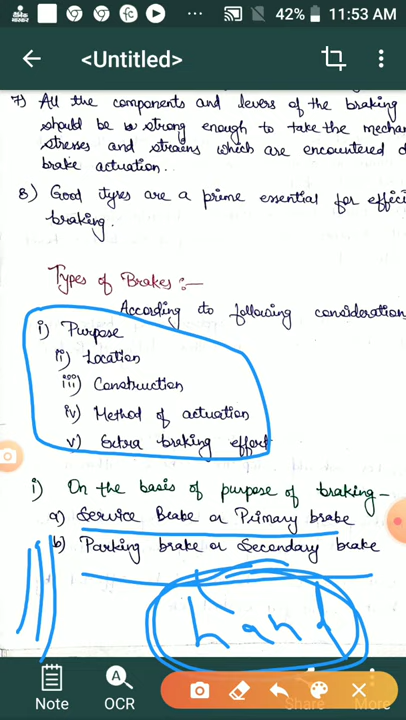 42% 11:53 AM
<Untitled>
7) All the components and levers of the braking
should be strong enough to take the mechan
stresses and strains which are encountered d
brake actuation..
8) Good tyres are a prime essential for effeci
braking.
Types of Brakes:-
According to following consideration
i) Purpose
ii) Location
iii) Construction
iv) Method of actuation
v) Extra braking effort
i) On the basis of purpose of braking-
a) Service Brake or Primary brake
b) Parking brake or Secondary brake
hand
Note OCR Share More